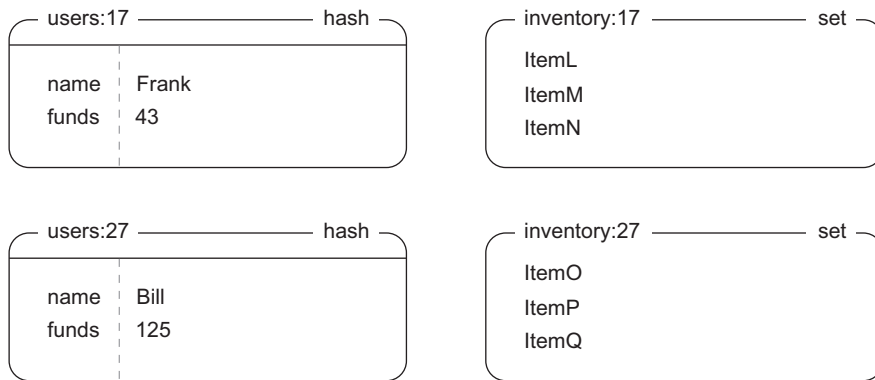 users:17 hash
name Frank
funds 43
inventory:17 set
ItemL
ItemM
ItemN
users:27 hash
name Bill
funds 125
inventory:27 set
ItemO
ItemP
ItemQ